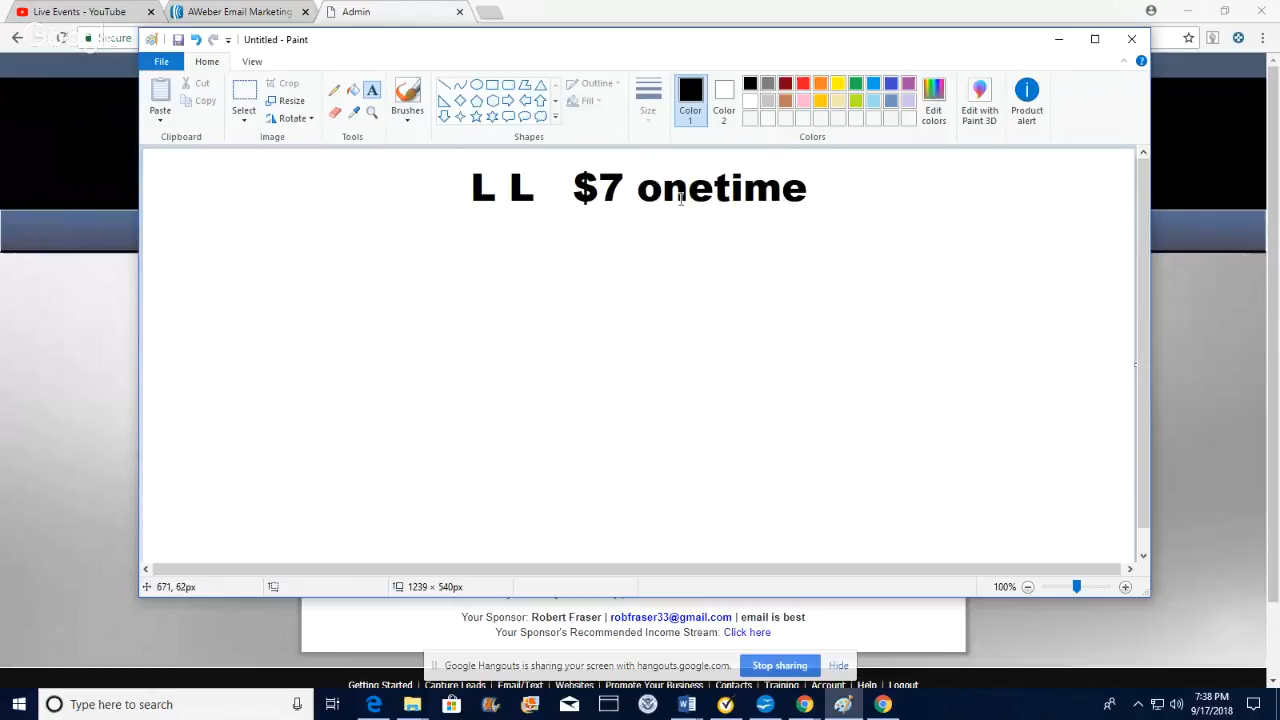 Live Events - YouTube
AWeber Email Marketing
Admin
Secure
Untitled - Paint
File
Home
View
Paste
Cut
Copy
Clipboard
Select
Crop
Resize
Rotate
Image
A
Tools
Brushes
Outline
Fill
Shapes
Size
Color
1
Color
2
Edit
colors
Colors
Edit with
Paint 3D
Product
alert
L L $7 onetime
671, 62px
1239 × 540px
100%
Your Sponsor: Robert Fraser | robfraser33@gmail.com | email is best
Your Sponsor's Recommended Income Stream: Click here
Google Hangouts is sharing your screen with hangouts.google.com.
Stop sharing
Hide
Getting Started Capture Leads Email/Text Websites Promote Your Business Contacts Training Account Help Logout
Type here to search
7:38 PM
9/17/2018